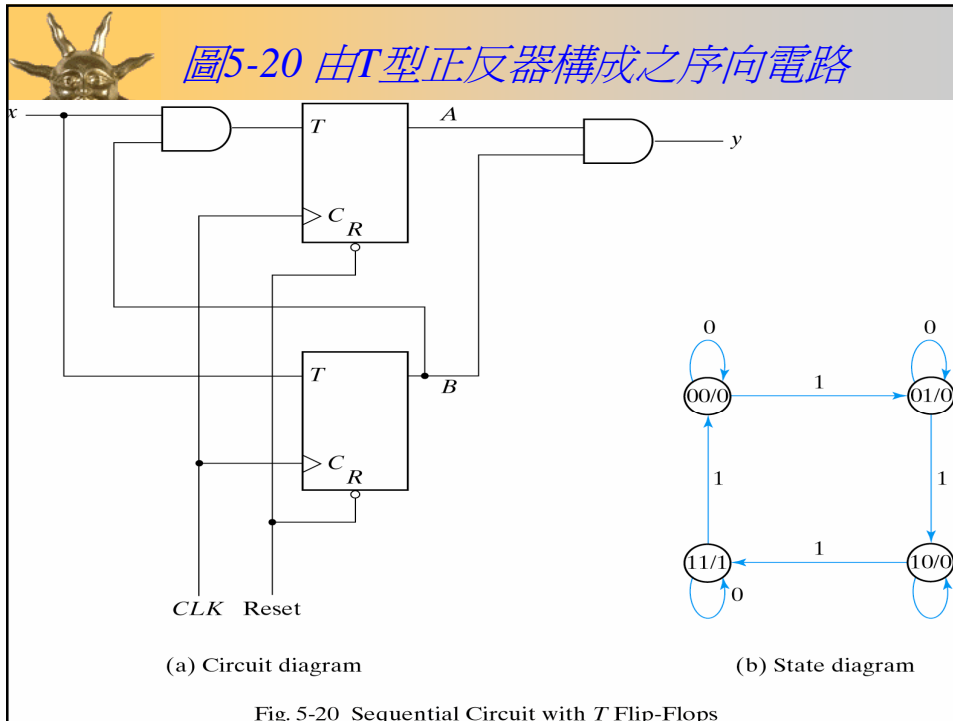 圖5-20 由T型正反器構成之序向電路
x
T
A
y
C
R
T
B
C
R
CLK Reset
(a) Circuit diagram
0
0
00/0
1
01/0
1
1
11/1
1
10/0
0
(b) State diagram
Fig. 5-20 Sequential Circuit with T Flip-Flops